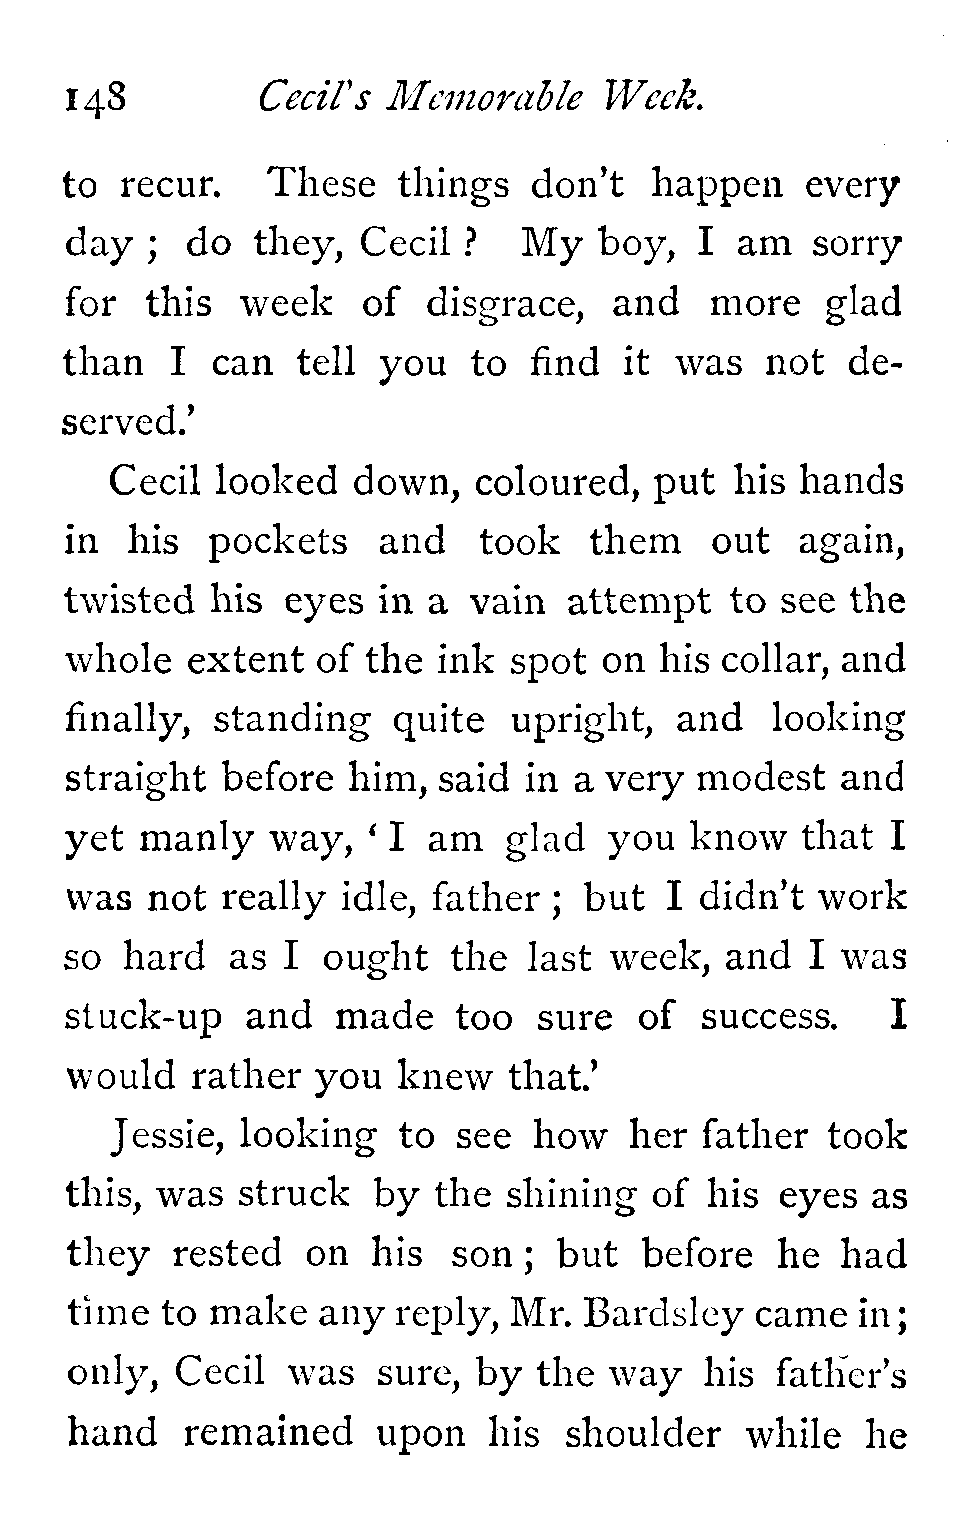 148 Cecil's Memorable Week.
to recur. These things don't happen every
day ; do they, Cecil ? My boy, I am sorry
for this week of disgrace, and more glad
than I can tell you to find it was not de-
served.'
Cecil looked down, coloured, put his hands
in his pockets and took them out again,
twisted his eyes in a vain attempt to see the
whole extent of the ink spot on his collar, and
finally, standing quite upright, and looking
straight before him, said in a very modest and
yet manly way, ‘ I am glad you know that I
was not really idle, father ; but I didn't work
so hard as I ought the last week, and I was
stuck-up and made too sure of success. I
would rather you knew that.'
Jessie, looking to see how her father took
this, was struck by the shining of his eyes as
they rested on his son ; but before he had
time to make any reply, Mr. Bardsley came in ;
only, Cecil was sure, by the way his father's
hand remained upon his shoulder while he